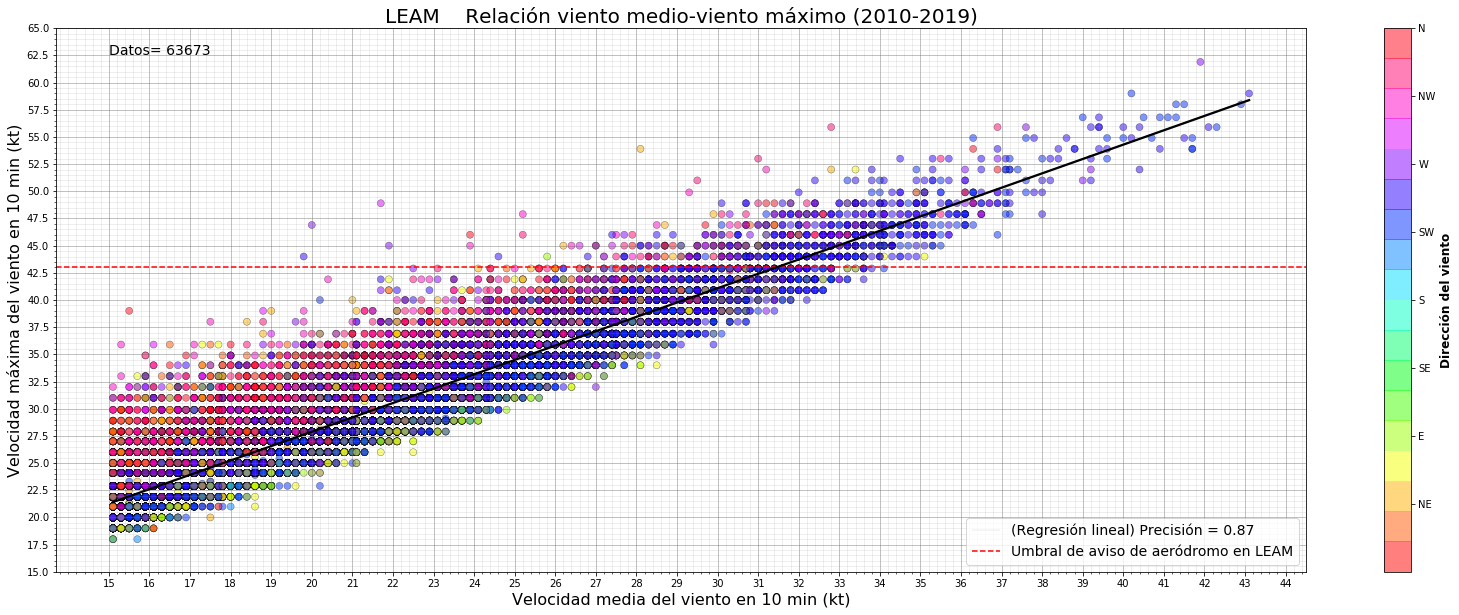 LEAM    Relación viento medio-viento máximo (2010-2019)
Datos= 63673
Velocidad máxima del viento en 10 min (kt)
65.0
62.5
60.0
57.5
55.0
52.5
50.0
47.5
45.0
42.5
40.0
37.5
35.0
32.5
30.0
27.5
25.0
22.5
20.0
17.5
15.0
(Regresión lineal) Precisión = 0.87
Umbral de aviso de aeródromo en LEAM
15 16 17 18 19 20 21 22 23 24 25 26 27 28 29 30 31 32 33 34 35 36 37 38 39 40 41 42 43 44
Velocidad media del viento en 10 min (kt)
N
NW
W
SW
S
SE
E
NE
Dirección del viento